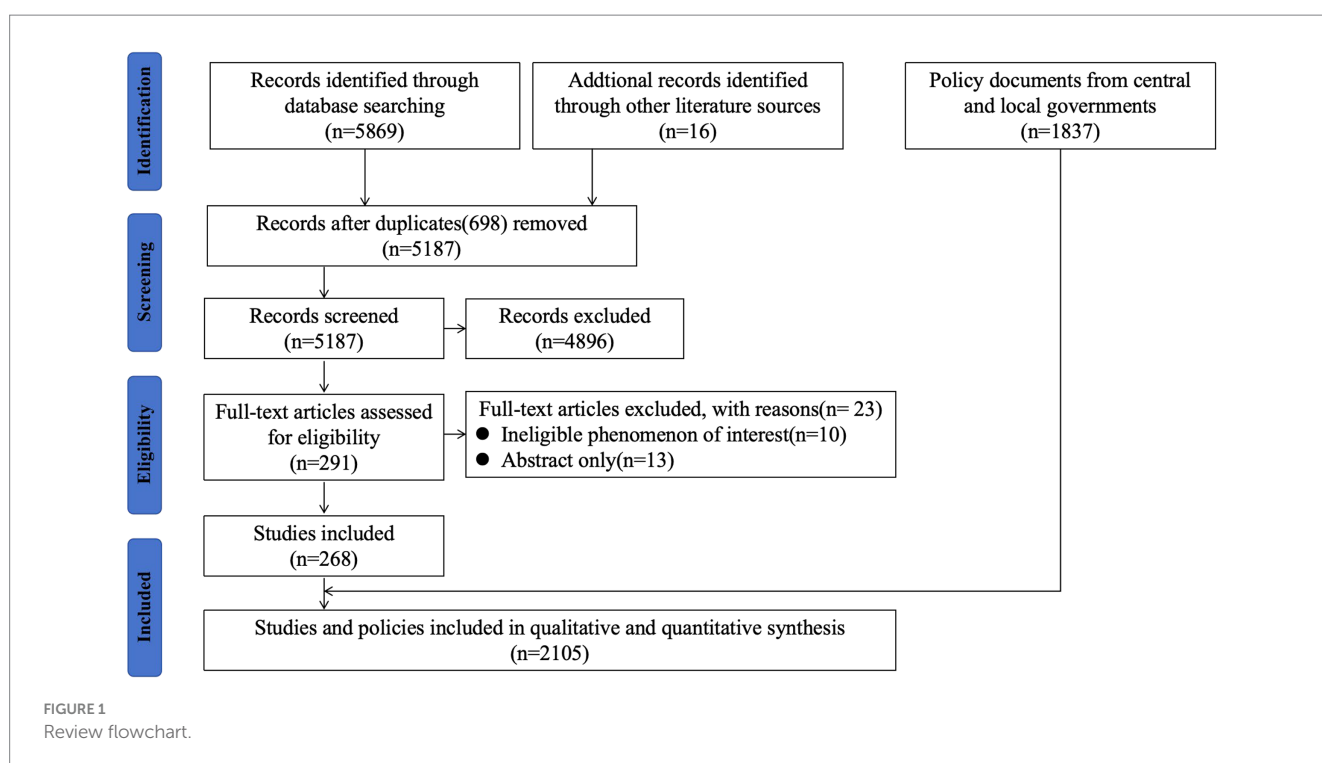 Identification
Records identified through
database searching
(n=5869)
Addtional records identified
through other literature sources
(n=16)
Policy documents from central
and local governments
(n=1837)
Screening
Records after duplicates(698) removed
(n=5187)
Records screened
(n=5187)
Records excluded
(n=4896)
Eligibility
Full-text articles assessed
for eligibility
(n=291)
Full-text articles excluded, with reasons(n= 23)
● Ineligible phenomenon of interest(n=10)
● Abstract only(n=13)
Studies included
(n=268)
Included
Studies and policies included in qualitative and quantitative synthesis
(n=2105)
FIGURE 1
Review flowchart.